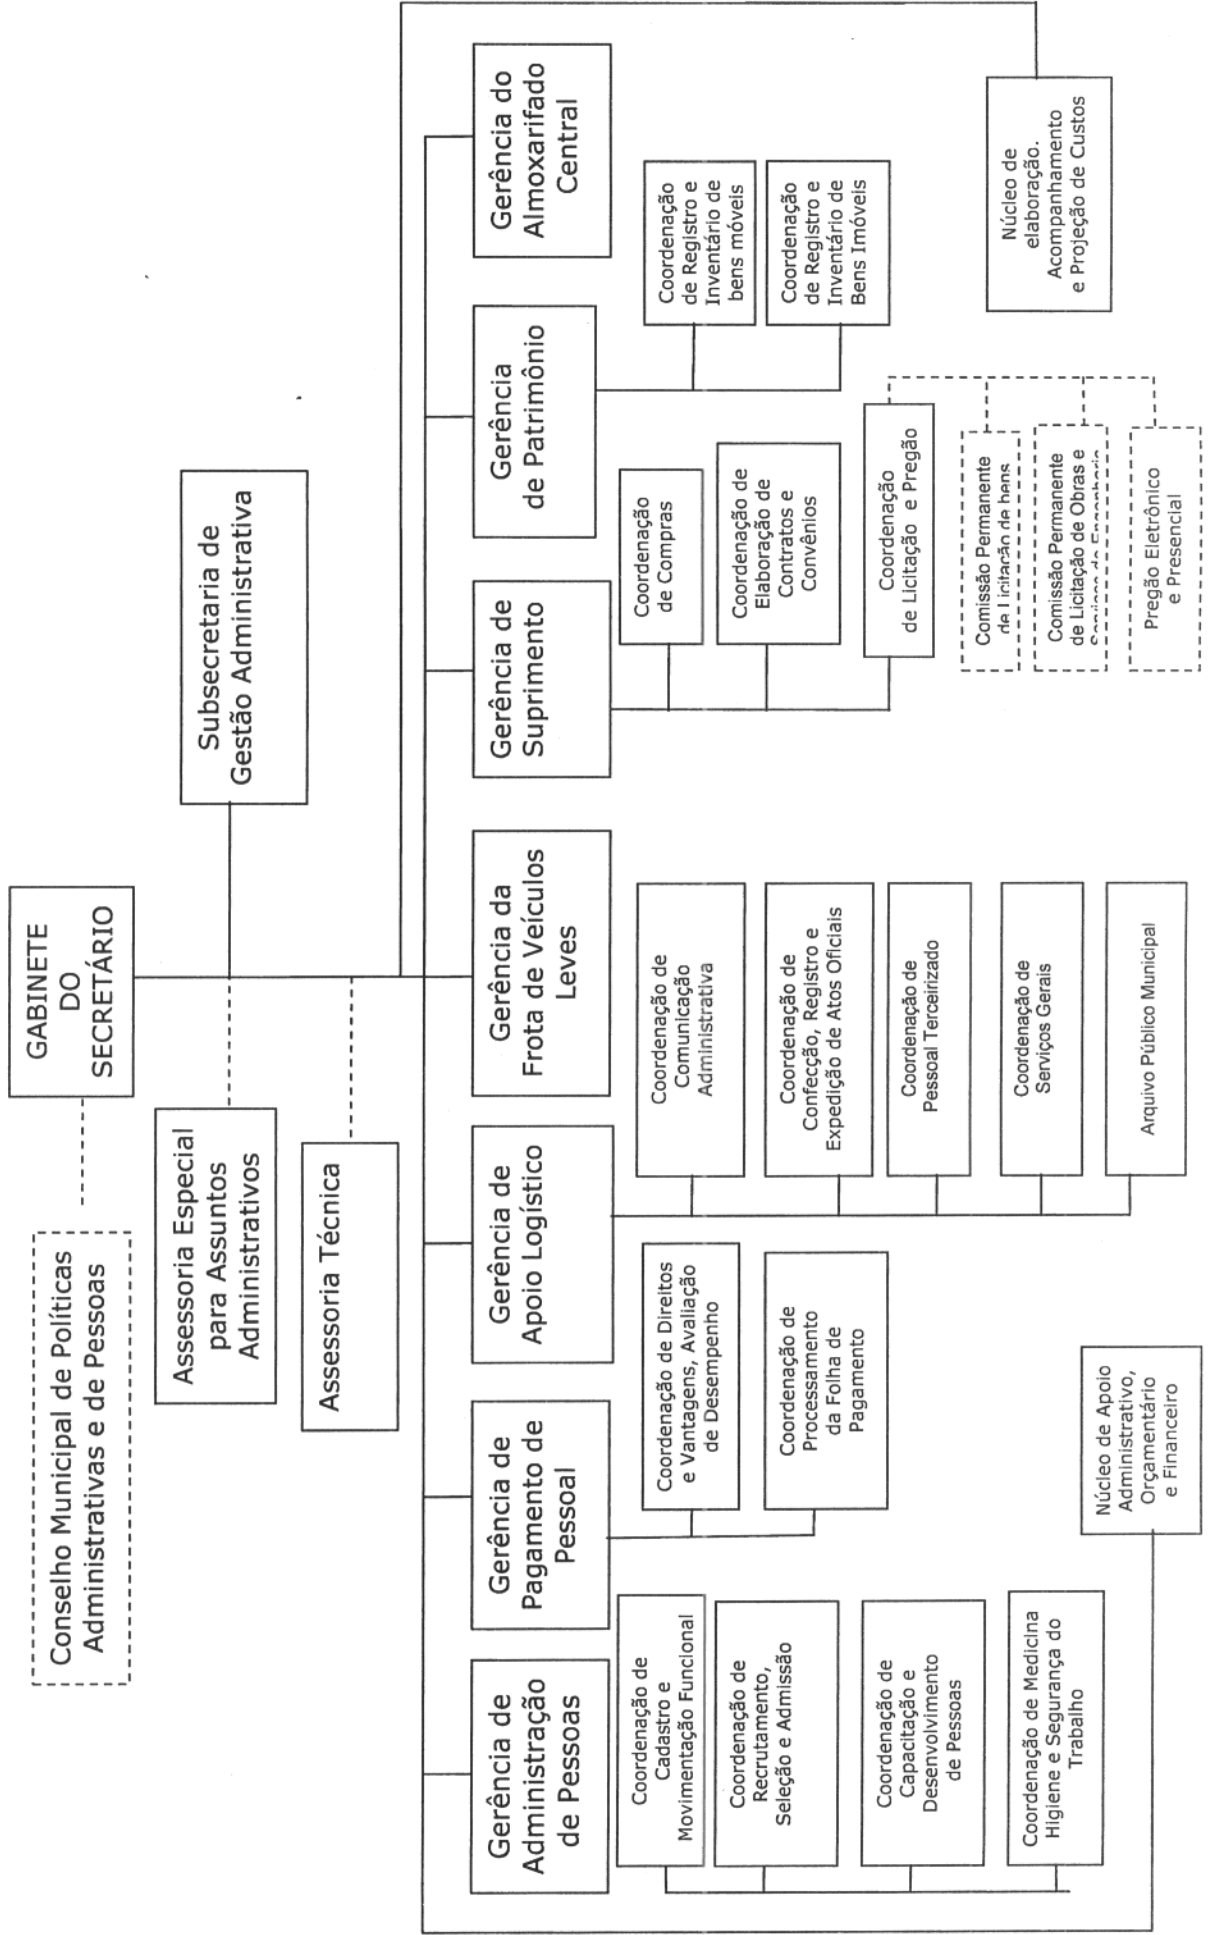 GABINETE
DO
SECRETÁRIO
Conselho Municipal de Políticas
Administrativas e de Pessoas
Subsecretaria de
Gestão Administrativa
Assessoria Especial
para Assuntos
Administrativos
Assessoria Técnica
Gerência de
Administração
de Pessoas
Gerência de
Pagamento de
Pessoal
Gerência de
Apoio Logístico
Gerência da
Frota de Veículos
Leves
Gerência de
Suprimento
Gerência
de Patrimônio
Gerência do
Almoxarifado
Central
Coordenação de
Cadastro e
Movimentação Funcional
Coordenação de
Recrutamento,
Seleção e Admissão
Coordenação de
Capacitação e
Desenvolvimento
de Pessoas
Coordenação de Medicina
Higiene e Segurança do
Trabalho
Coordenação de Direitos
e Vantagens, Avaliação
de Desempenho
Coordenação de
Processamento
da Folha de
Pagamento
Núcleo de Apoio
Administrativo,
Orçamentário
e Financeiro
Coordenação de
Comunicação
Administrativa
Coordenação de
Confecção, Registro e
Expedição de Atos Oficiais
Coordenação de
Pessoal Terceirizado
Coordenação de
Serviços Gerais
Arquivo Público Municipal
Coordenação
de Compras
Coordenação de
Elaboração de
Contratos e
Convênios
Coordenação
de Licitação e Pregão
Comissão Permanente
de Licitação de bens
Comissão Permanente
de Licitação de Obras e
Serviços de Engenharia
Pregão Eletrônico
e Presencial
Coordenação
de Registro e
Inventário de
bens móveis
Coordenação
de Registro e
Inventário de
Bens Imóveis
Núcleo de
elaboração.
Acompanhamento
e Projeção de Custos